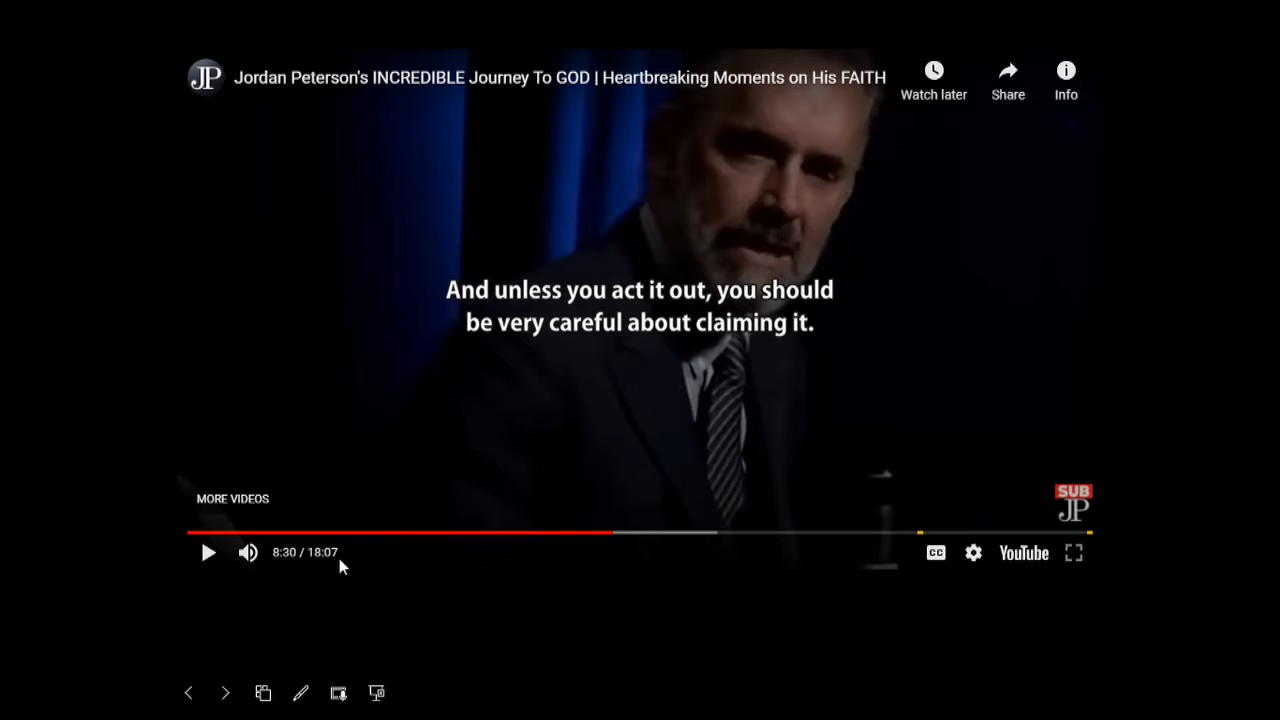 JP Jordan Peterson's INCREDIBLE Journey To GOD | Heartbreaking Moments on His FAITH
Watch later Share Info
And unless you act it out, you should
be very careful about claiming it.
MORE VIDEOS
SUB
JP
8:30 / 18:07 CC YouTube